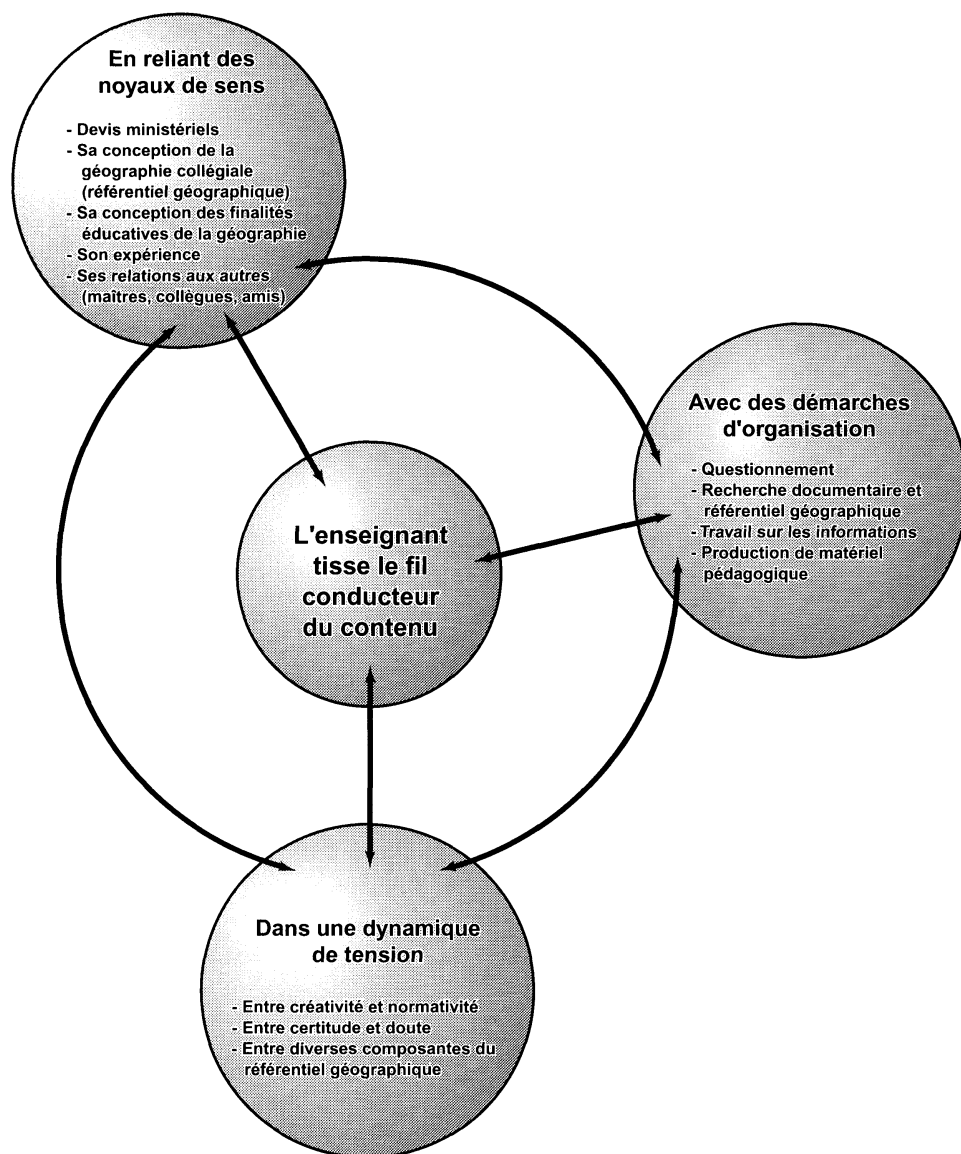 En reliant des
noyaux de sens
- Devis ministériels
- Sa conception de la
géographie collégiale
(référentiel géographique)
- Sa conception des finalités
éducatives de la géographie
- Son expérience
- Ses relations aux autres
(maîtres, collègues, amis)
Avec des démarches
d'organisation
- Questionnement
- Recherche documentaire et
référentiel géographique
- Travail sur les informations
- Production de matériel
pédagogique
L'enseignant
tisse le fil
conducteur
du contenu
Dans une dynamique
de tension
- Entre créativité et normativité
- Entre certitude et doute
- Entre diverses composantes du
référentiel géographique